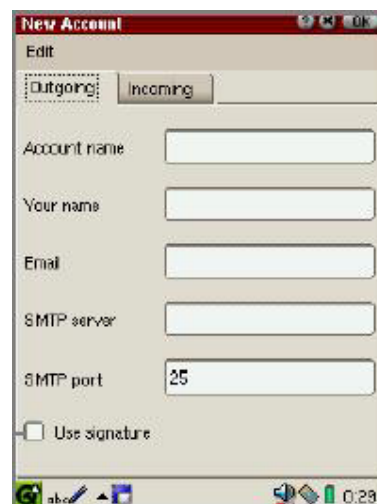 New Account OK
Edit
Outgoing Incoming
Account name
Your name
Email
SMTP server
SMTP port 25
Use signature
abc 0:29